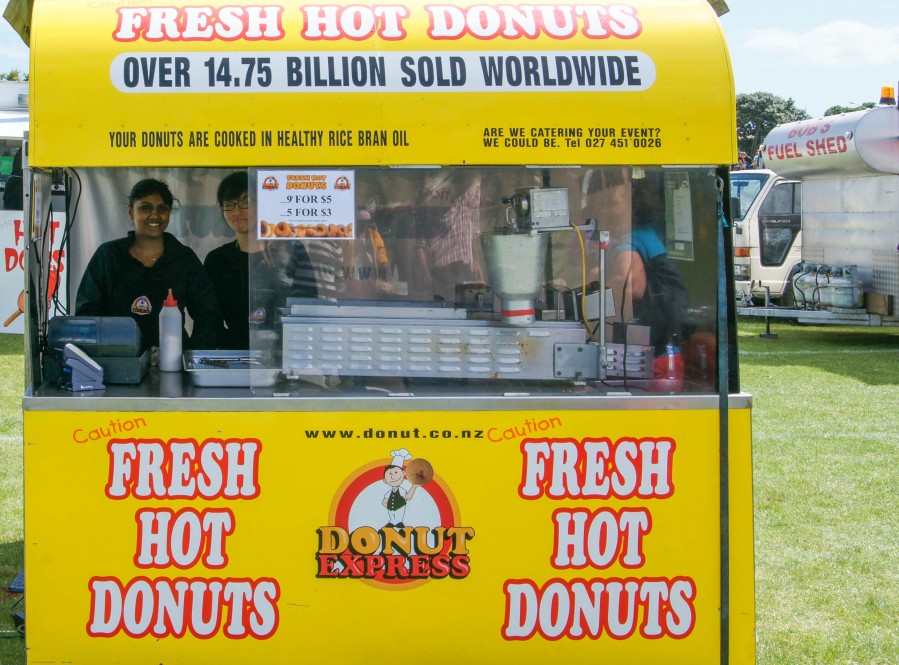 Caution
FRESH HOT DONUTS
OVER 14.75 BILLION SOLD WORLDWIDE
YOUR DONUTS ARE COOKED IN HEALTHY RICE BRAN OIL
ARE WE CATERING YOUR EVENT?
WE COULD BE. Tel 027 451 0026
BOB'S
"FUEL SHED"
FRESH HOT
DONUTS
9 FOR $5
5 FOR $3
www.donut.co.nz
Caution
FRESH
HOT
DONUTS
DONUT
EXPRESS
Caution
FRESH
HOT
DONUTS